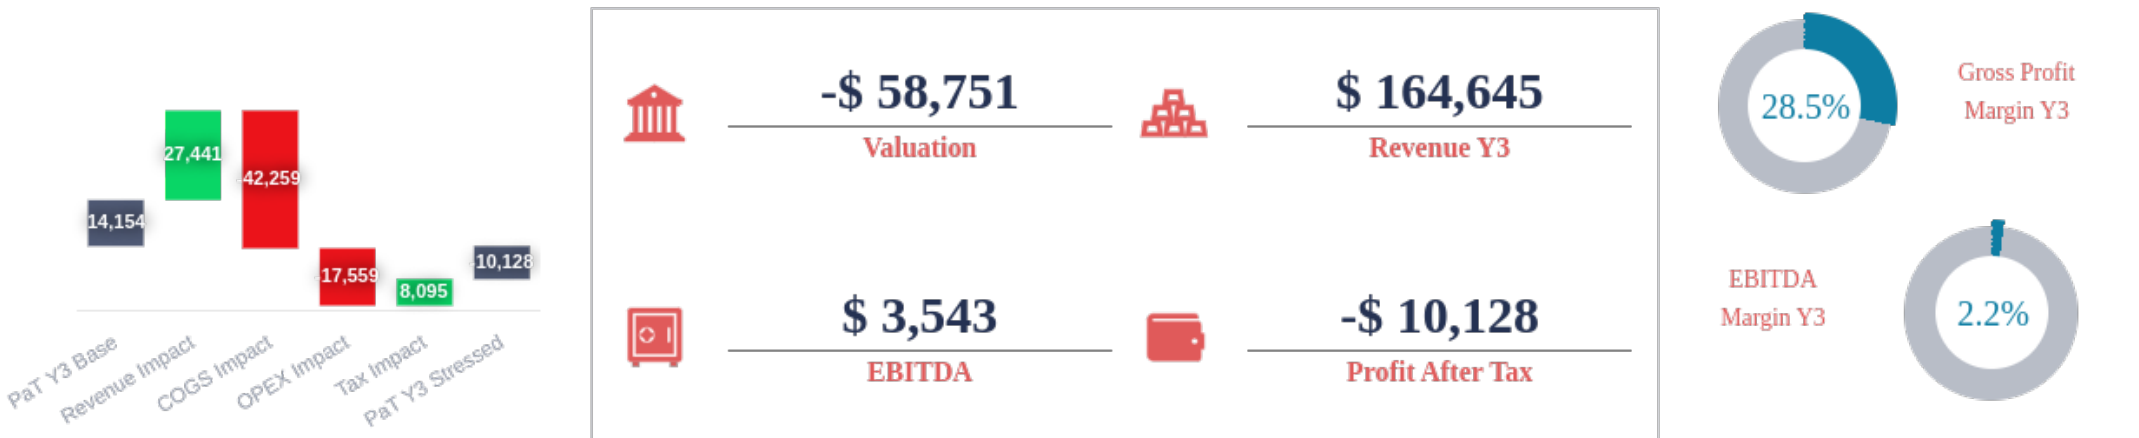 14,154
27,441
-42,259
-17,559
8,095
-10,128
PaT Y3 Base
Revenue Impact
COGS Impact
OPEX Impact
Tax Impact
PaT Y3 Stressed
-$ 58,751
Valuation
$ 164,645
Revenue Y3
$ 3,543
EBITDA
-$ 10,128
Profit After Tax
28.5%
Gross Profit
Margin Y3
EBITDA
Margin Y3
2.2%